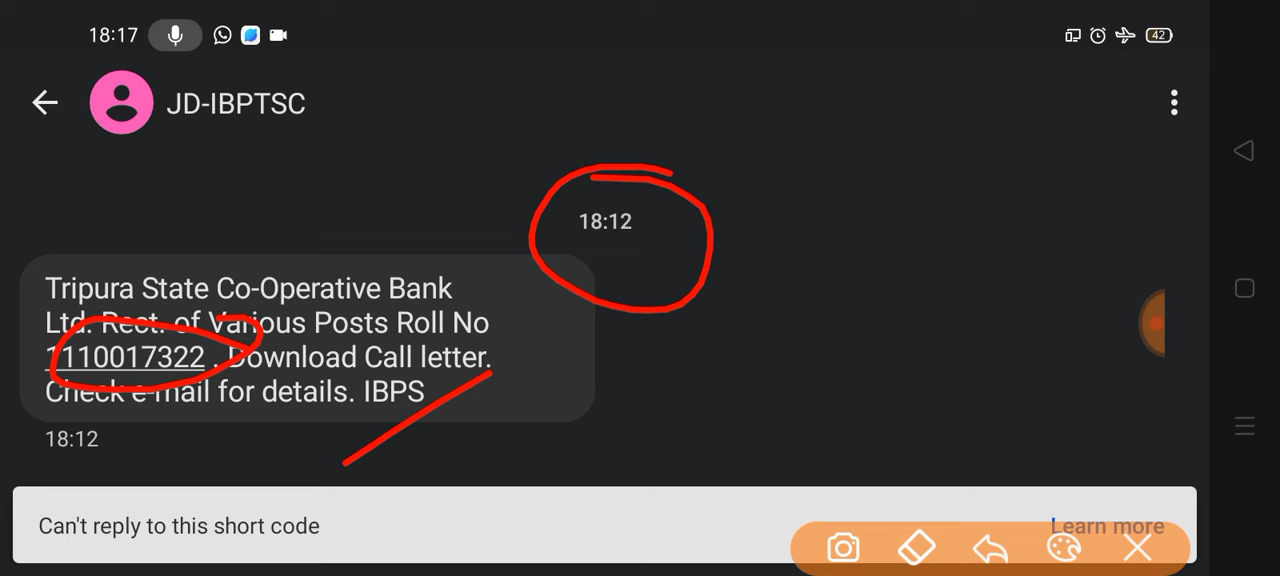 18:17
42
JD-IBPTSC
18:12
Tripura State Co-Operative Bank
Ltd. Rect. of Various Posts Roll No
1110017322 . Download Call letter.
Check e-mail for details. IBPS
18:12
Can't reply to this short code
Learn more